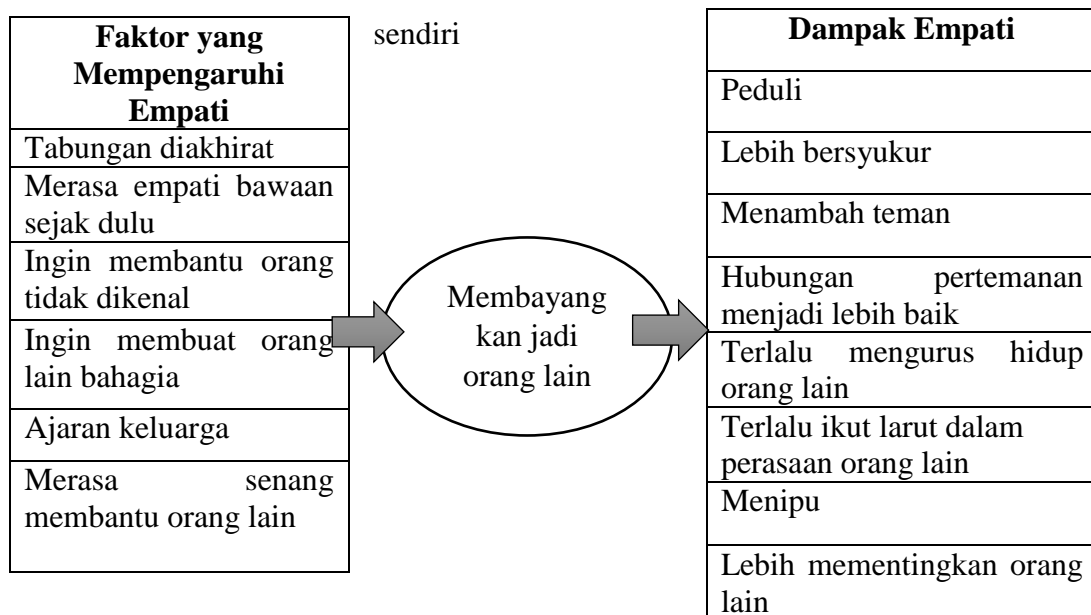 Faktor yang
Mempengaruhi
Empati
Tabungan diakhirat
Merasa empati bawaan
sejak dulu
Ingin membantu orang
tidak dikenal
Ingin membuat orang
lain bahagia
Ajaran keluarga
Merasa senang
membantu orang lain
sendiri
Membayang
kan jadi
orang lain
Dampak Empati
Peduli
Lebih bersyukur
Menambah teman
Hubungan pertemanan
menjadi lebih baik
Terlalu mengurus hidup
orang lain
Terlalu ikut larut dalam
perasaan orang lain
Menipu
Lebih mementingkan orang
lain